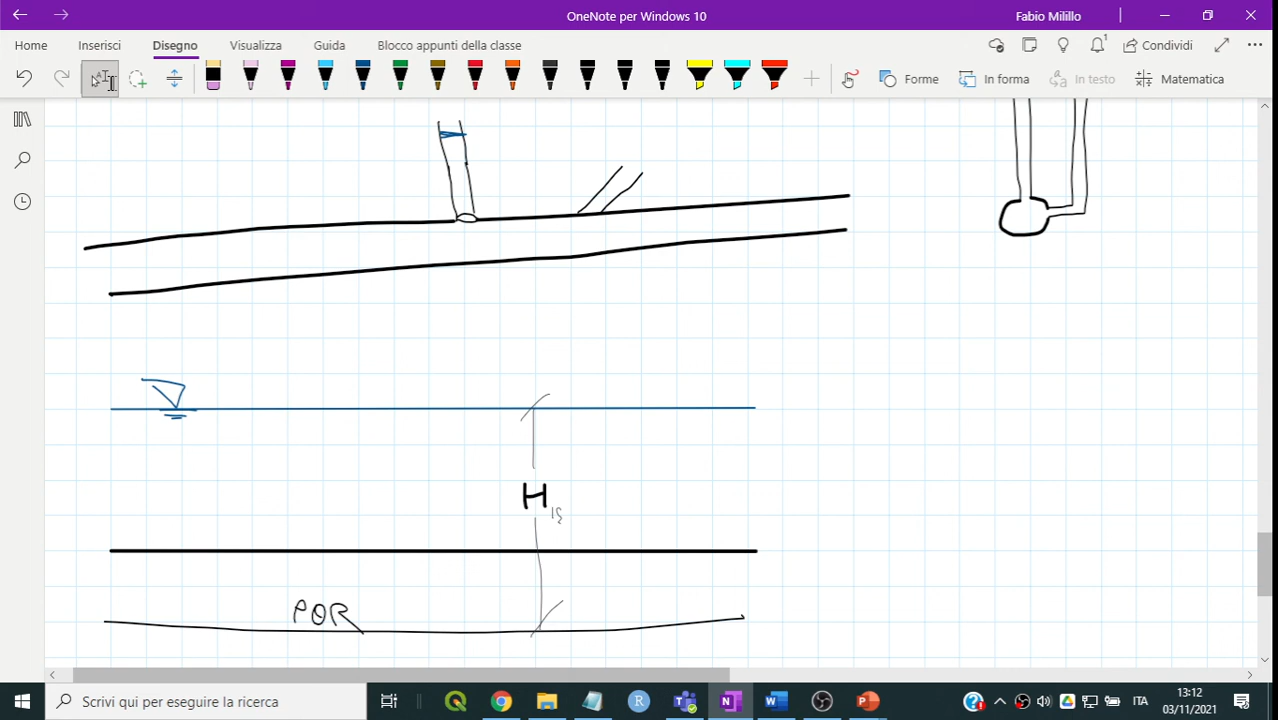 OneNote per Windows 10
Fabio Milillo
Home Inserisci Disegno Visualizza Guida Blocco appunti della classe
Condividi
Forme In forma In testo Matematica
H
POR
Scrivi qui per eseguire la ricerca
ITA
13:12
03/11/2021